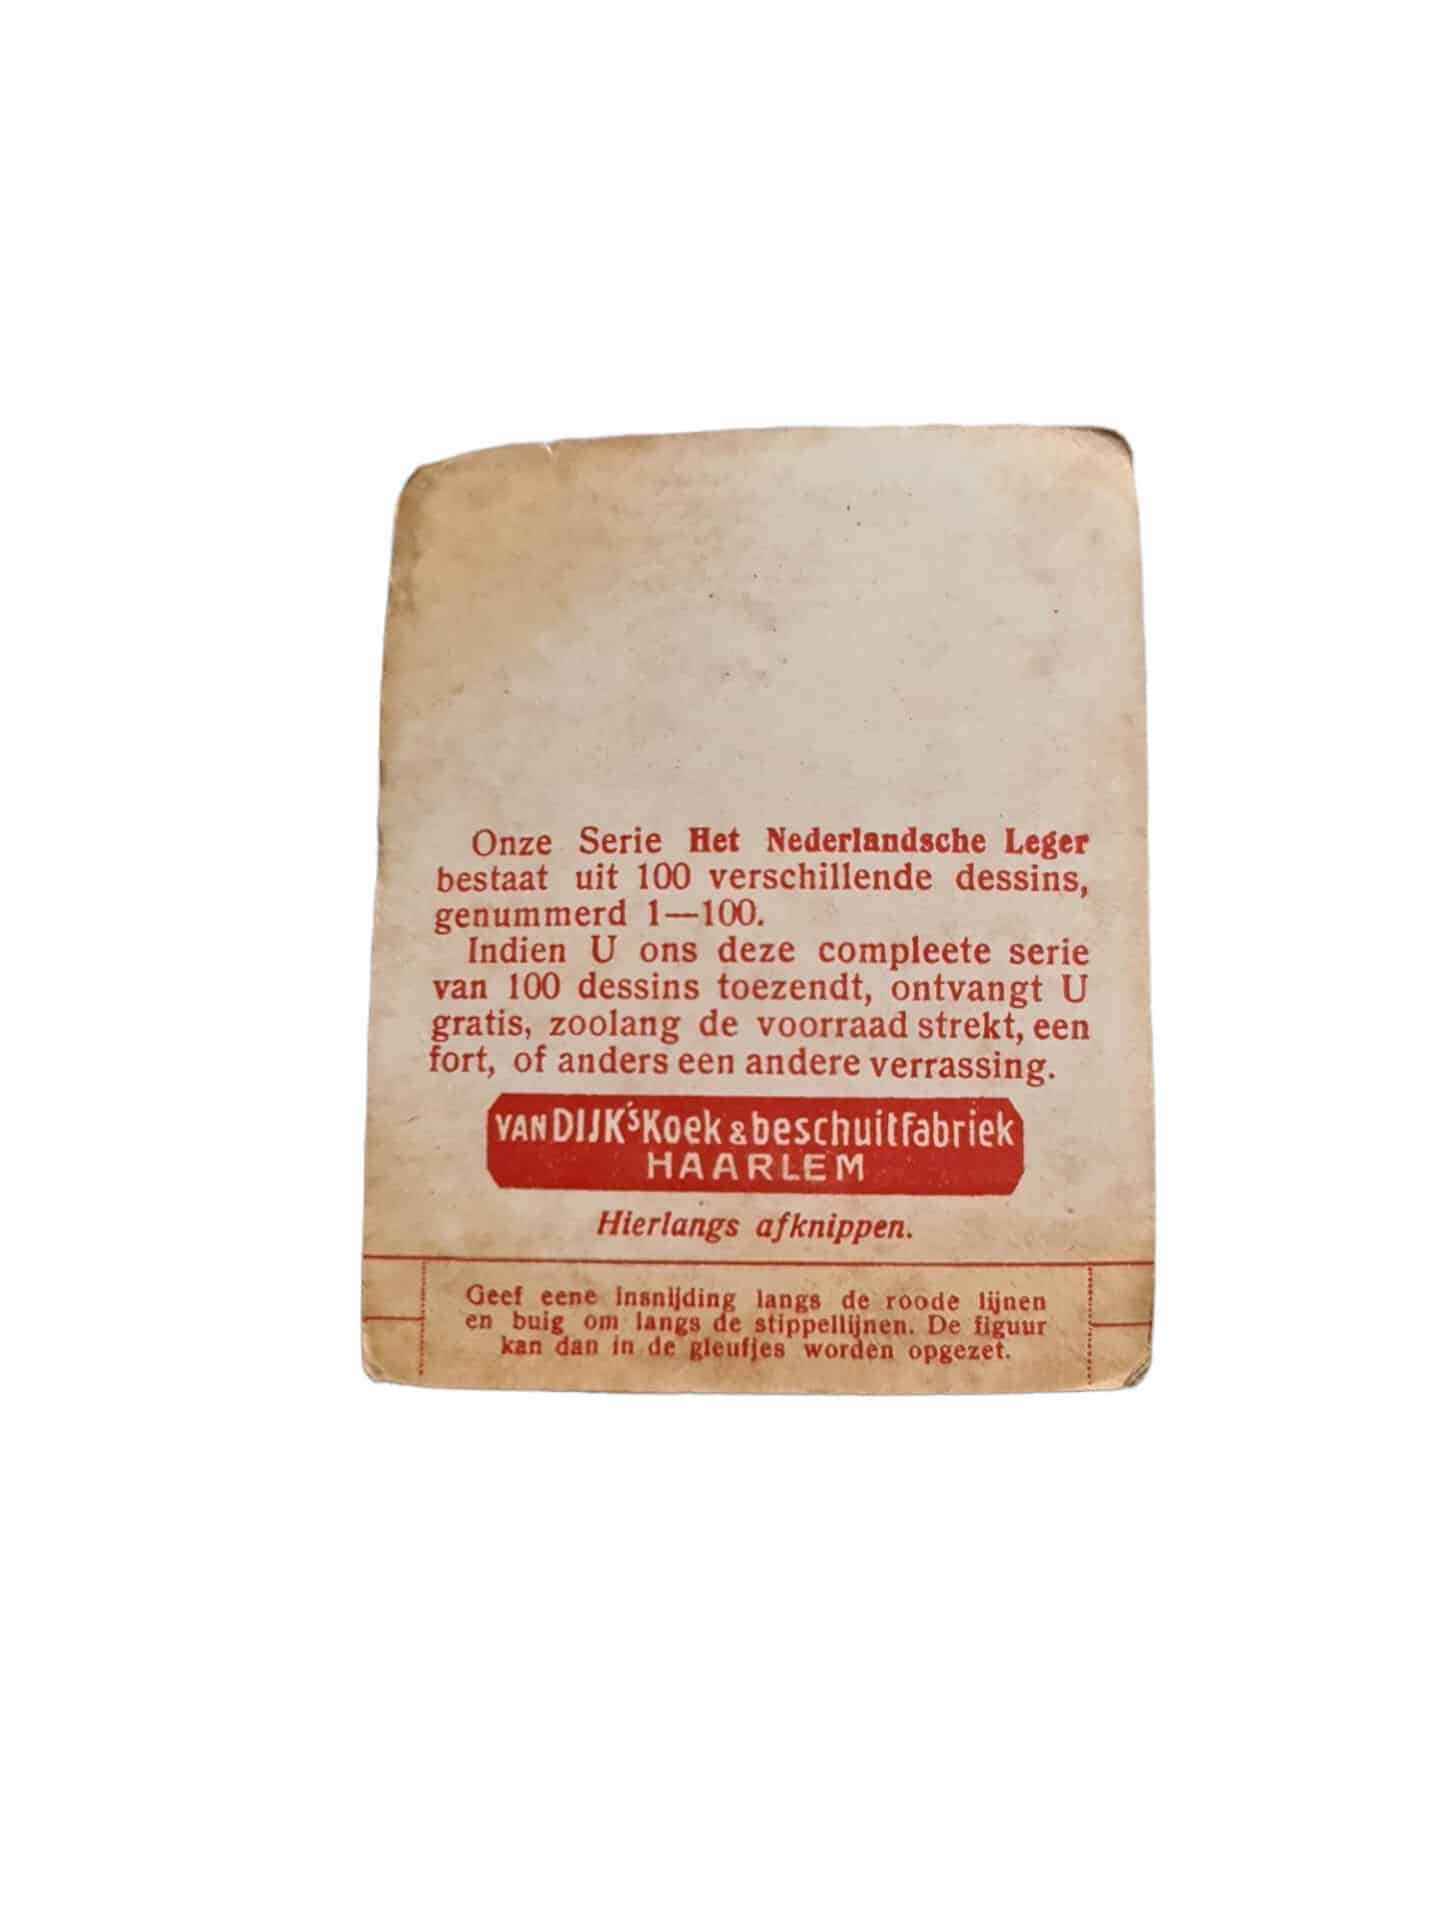 Onze Serie Het Nederlandsche Leger
bestaat uit 100 verschillende dessins,
genummerd 1—100.
Indien U ons deze compleete serie
van 100 dessins toezendt, ontvangt U
gratis, zoolang de voorraad strekt, een
fort, of anders een andere verrassing.
VAN DIJK'S Koek & beschuitfabriek
HAARLEM
Hierlangs afknippen.
Geef eene insnijding langs de roode lijnen
en buig om langs de stippellijnen. De figuur
kan dan in de gleufjes worden opgezet.